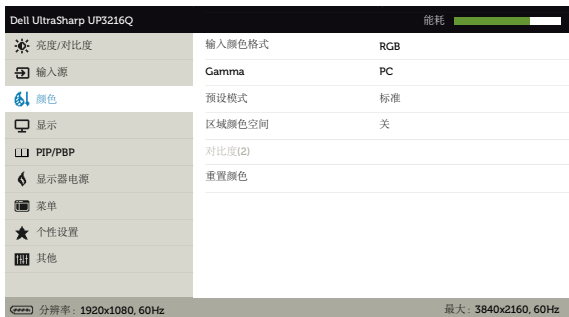 Dell UltraSharp UP3216Q 能耗
亮度/对比度 输入颜色格式 RGB
输入源 Gamma PC
颜色 预设模式 标准
显示 区域颜色空间 关
PIP/PBP 对比度(2)
显示器电源 重置颜色
菜单
个性设置
其他
分辨率: 1920x1080, 60Hz 最大: 3840x2160, 60Hz